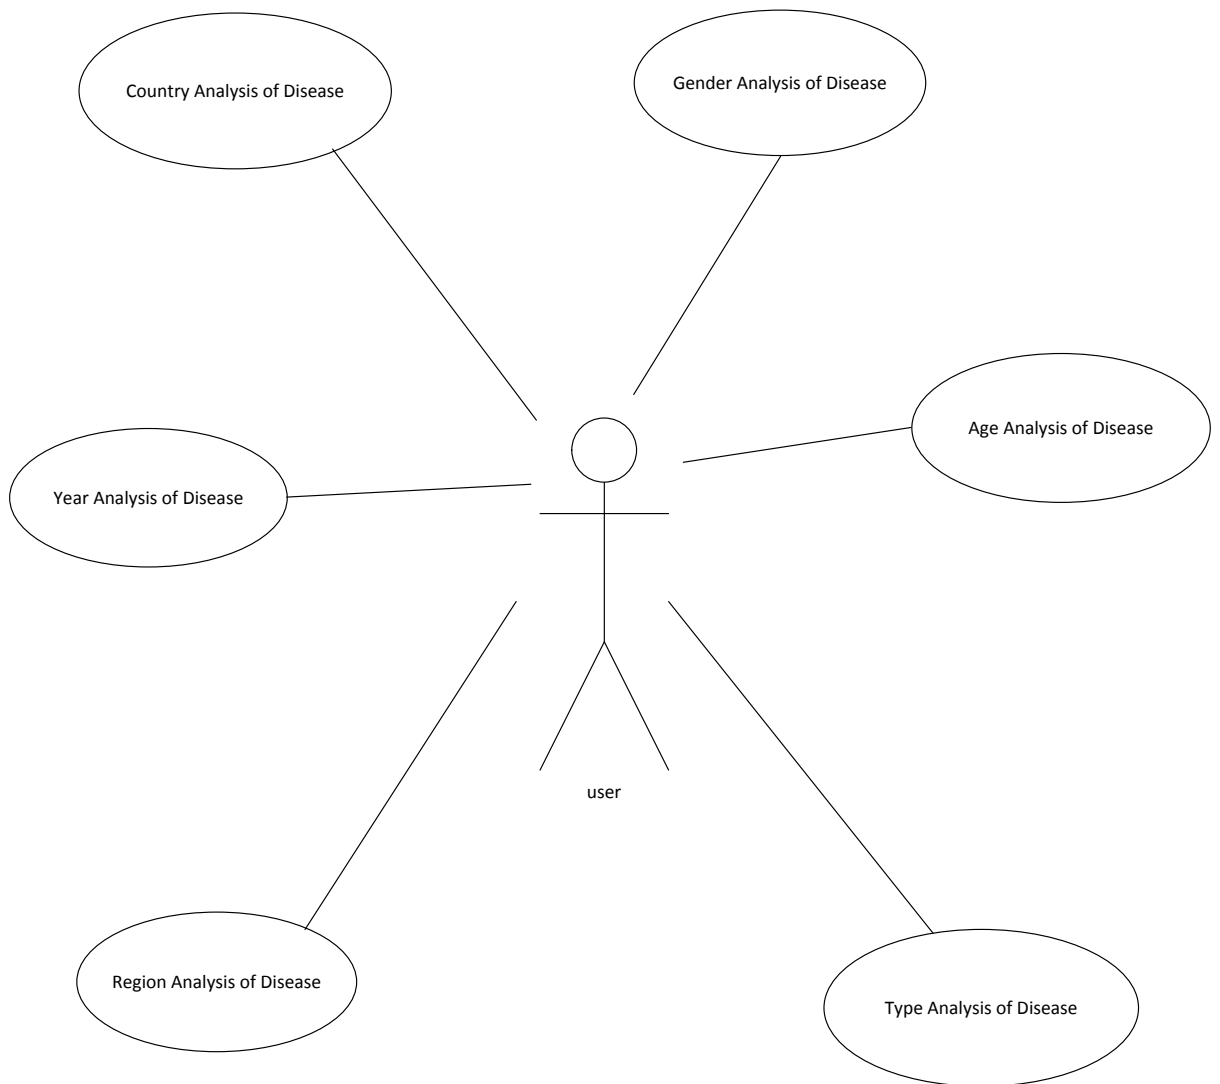 Country Analysis of Disease
Gender Analysis of Disease
Age Analysis of Disease
Year Analysis of Disease
user
Region Analysis of Disease
Type Analysis of Disease